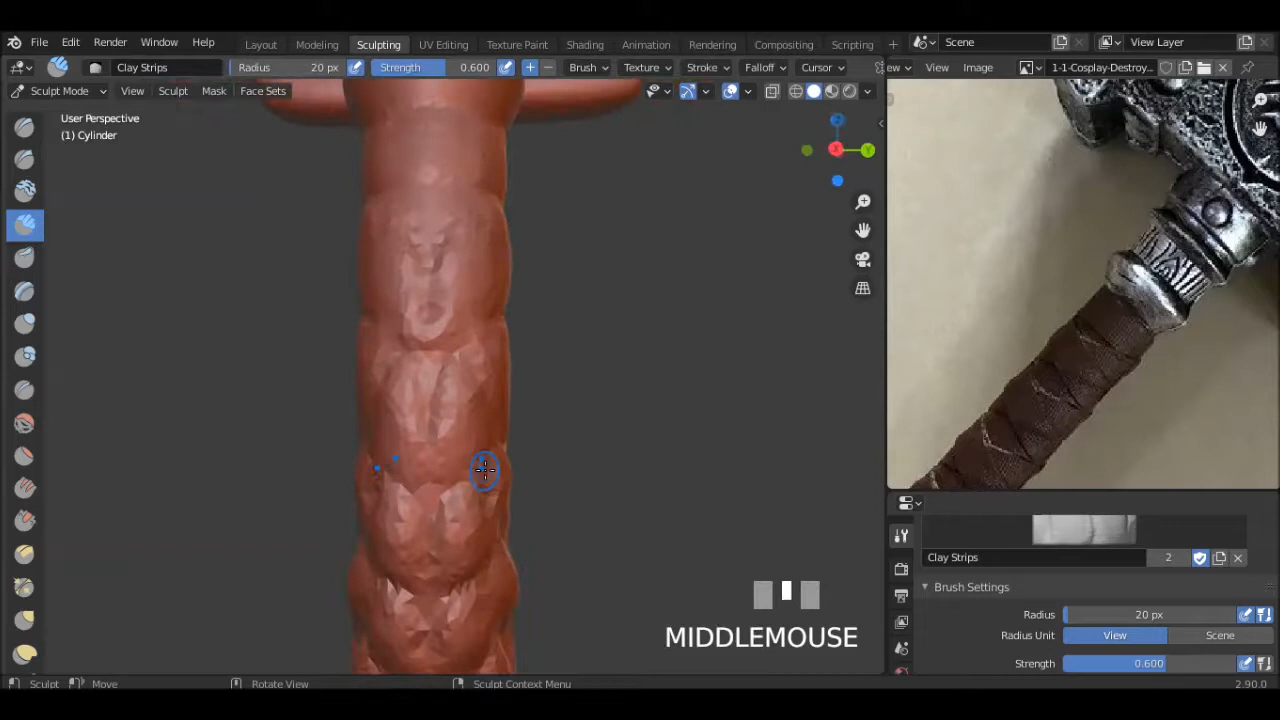 File Edit Render Window Help Layout Modeling Sculpting UV Editing Texture Paint Shading Animation Rendering Compositing Scripting + Scene View Layer
Clay Strips Radius 20 px Strength 0.600 + − Brush Texture Stroke Falloff Cursor View Image 1-1-Cosplay-Destroy...
Sculpt Mode View Sculpt Mask Face Sets
User Perspective
(1) Cylinder
Clay Strips 2
Brush Settings
Radius 20 px
Radius Unit View Scene
Strength 0.600
MIDDLEMOUSE
Sculpt Move Rotate View Sculpt Context Menu 2.90.0